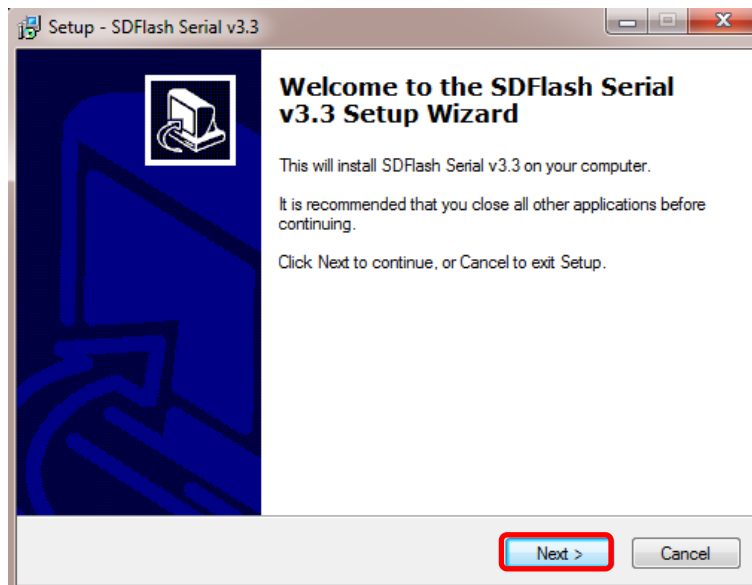 Setup - SDFlash Serial v3.3
Welcome to the SDFlash Serial
v3.3 Setup Wizard
This will install SDFlash Serial v3.3 on your computer.
It is recommended that you close all other applications before
continuing.
Click Next to continue, or Cancel to exit Setup.
Next >
Cancel